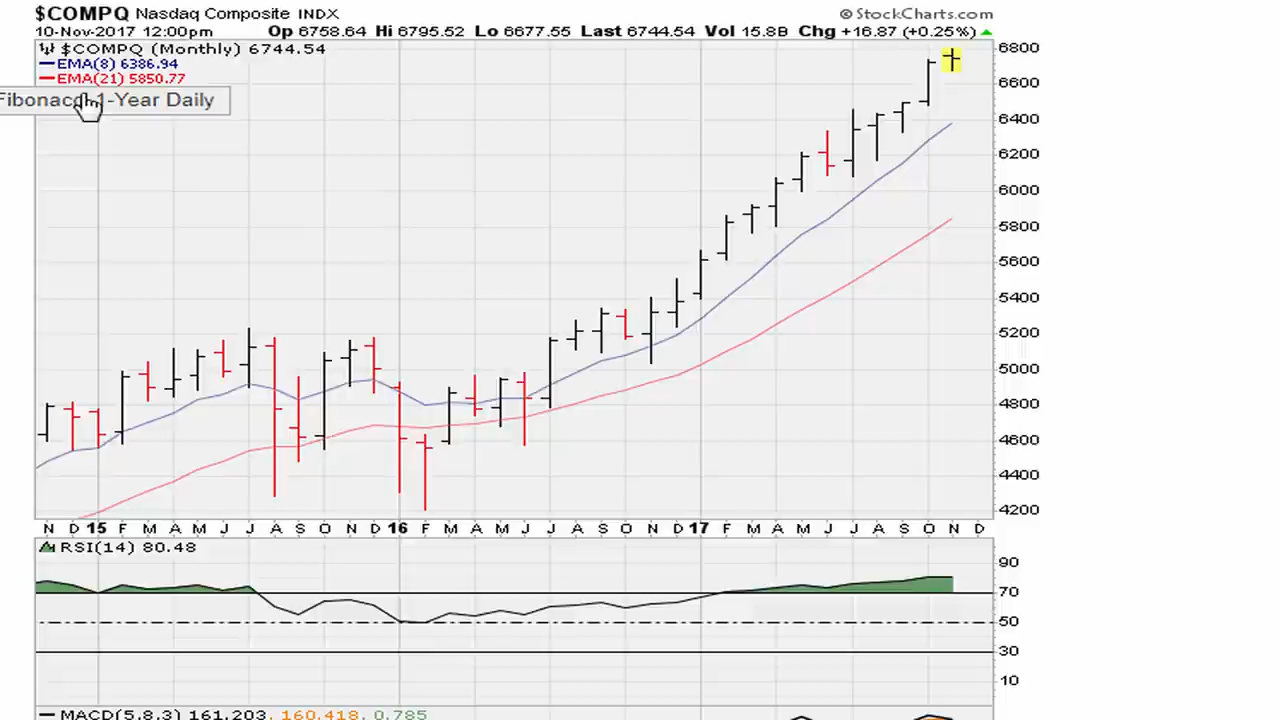 $COMPQ Nasdaq Composite INDX
© StockCharts.com
10-Nov-2017 12:00pm
Op 6758.64 Hi 6795.52 Lo 6677.55 Last 6744.54 Vol 15.8B Chg +16.87 (+0.25%)
$COMPQ (Monthly) 6744.54
EMA(8) 6386.94
EMA(21) 5850.77
1-Year Daily
6800
6600
6400
6200
6000
5800
5600
5400
5200
5000
4800
4600
4400
4200
N D 15 F M A M J J A S O N D 16 F M A M J J A S O N D 17 F M A M J J A S O N D
RSI(14) 80.48
90
70
50
30
10
MACD(5,8,3) 161.203, 160.418, 0.785